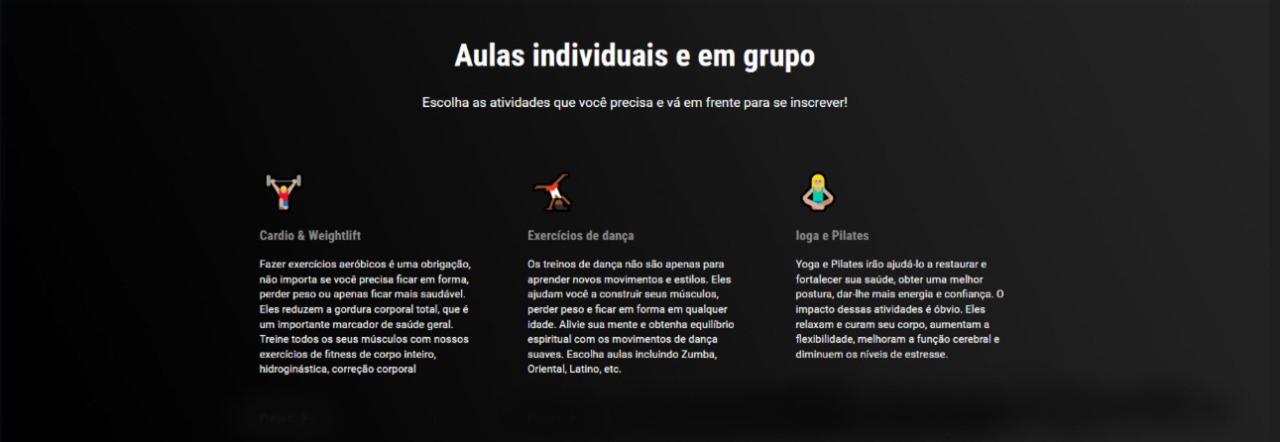 Aulas individuais e em grupo
Escolha as atividades que você precisa e vá em frente para se inscrever!
Cardio & Weightlift
Fazer exercícios aeróbicos é uma obrigação,
não importa se você precisa ficar em forma,
perder peso ou apenas ficar mais saudável.
Eles reduzem a gordura corporal total, que é
um importante marcador de saúde geral.
Treine todos os seus músculos com nossos
exercícios de fitness de corpo inteiro,
hidroginástica, correção corporal
Exercícios de dança
Os treinos de dança não são apenas para
aprender novos movimentos e estilos. Eles
ajudam você a construir seus músculos,
perder peso e ficar em forma em qualquer
idade. Alivie sua mente e obtenha equilíbrio
espiritual com os movimentos de dança
suaves. Escolha aulas incluindo Zumba,
Oriental, Latino, etc.
Ioga e Pilates
Yoga e Pilates irão ajudá-lo a restaurar e
fortalecer sua saúde, obter uma melhor
postura, dar-lhe mais energia e confiança. O
impacto dessas atividades é óbvio. Eles
relaxam e curam seu corpo, aumentam a
flexibilidade, melhoram a função cerebral e
diminuem os níveis de estresse.